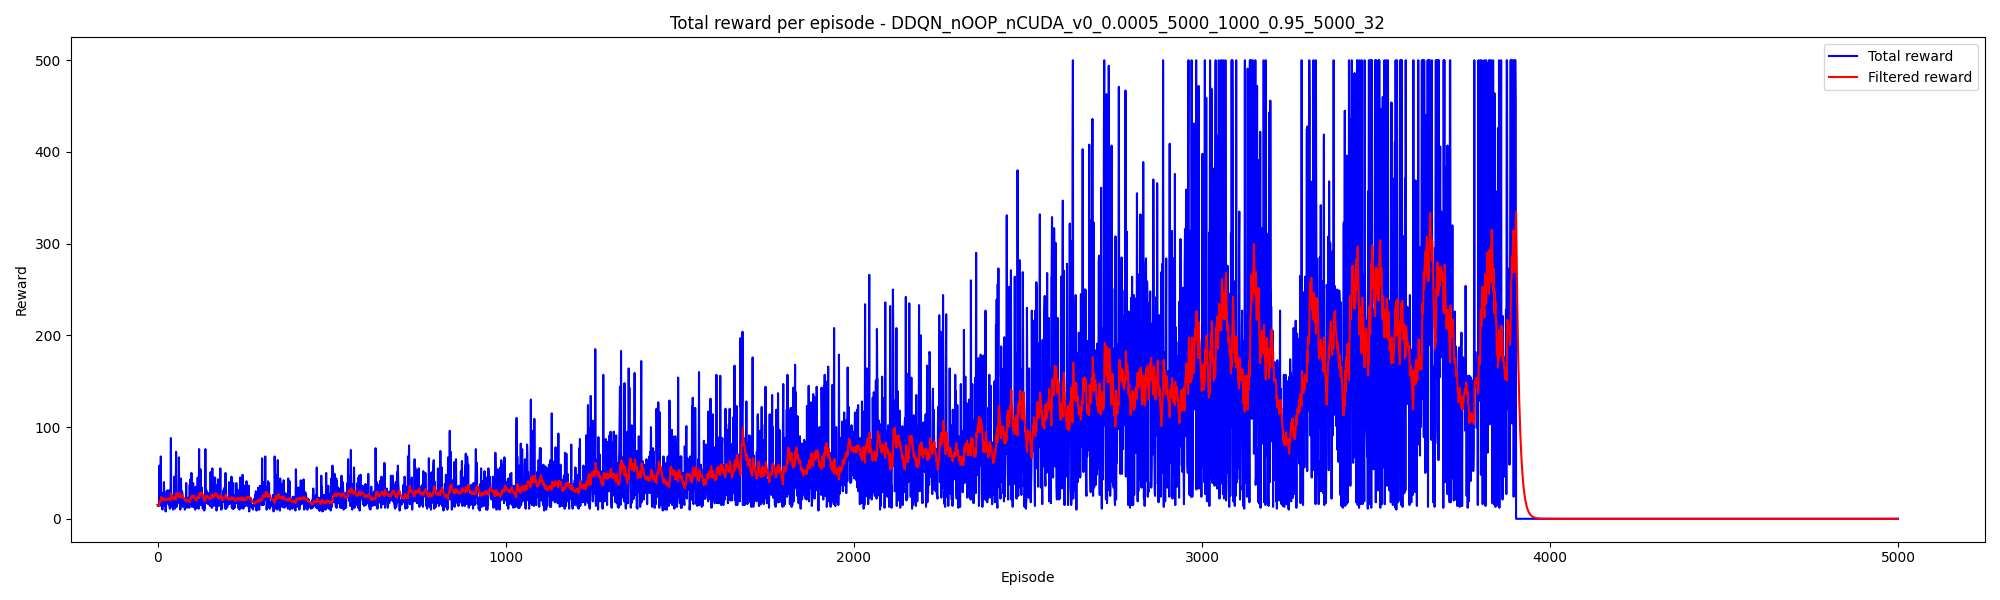 Total reward per episode - DDQN_nOOP_nCUDA_v0_0.0005_5000_1000_0.95_5000_32
Total reward
Filtered reward
Reward
500
400
300
200
100
0
0 1000 2000 3000 4000 5000
Episode